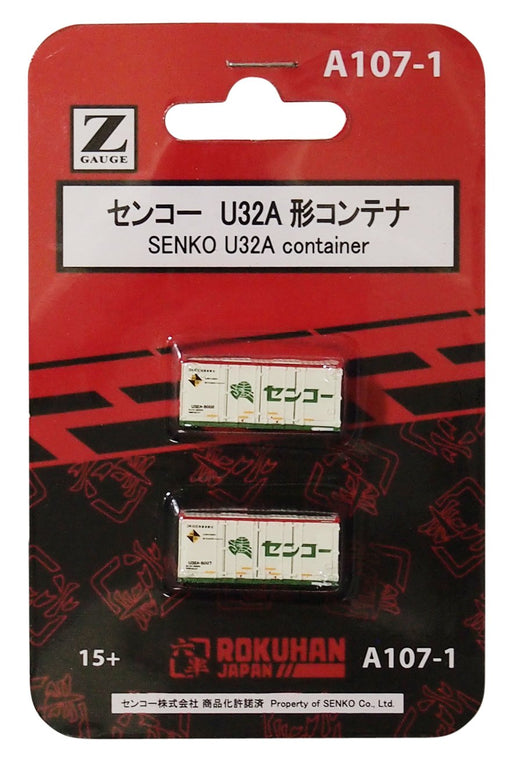 A107-1
Z
GAUGE
センコー U32A 形コンテナ
SENKO U32A container
センコー
センコー
15+
六半
ROKUHAN
JAPAN //
A107-1
センコー株式会社 商品化許諾済 Property of SENKO Co., Ltd.